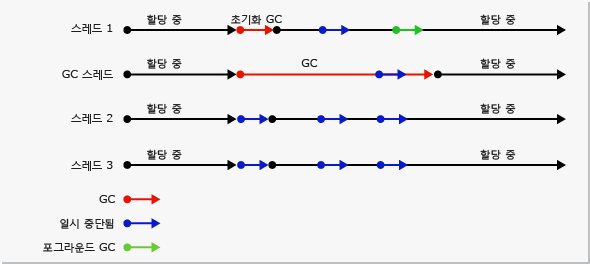 할당 중 초기화 GC 할당 중
스레드 1
할당 중 GC 할당 중
GC 스레드
할당 중 할당 중
스레드 2
할당 중 할당 중
스레드 3
GC
일시 중단됨
포그라운드 GC